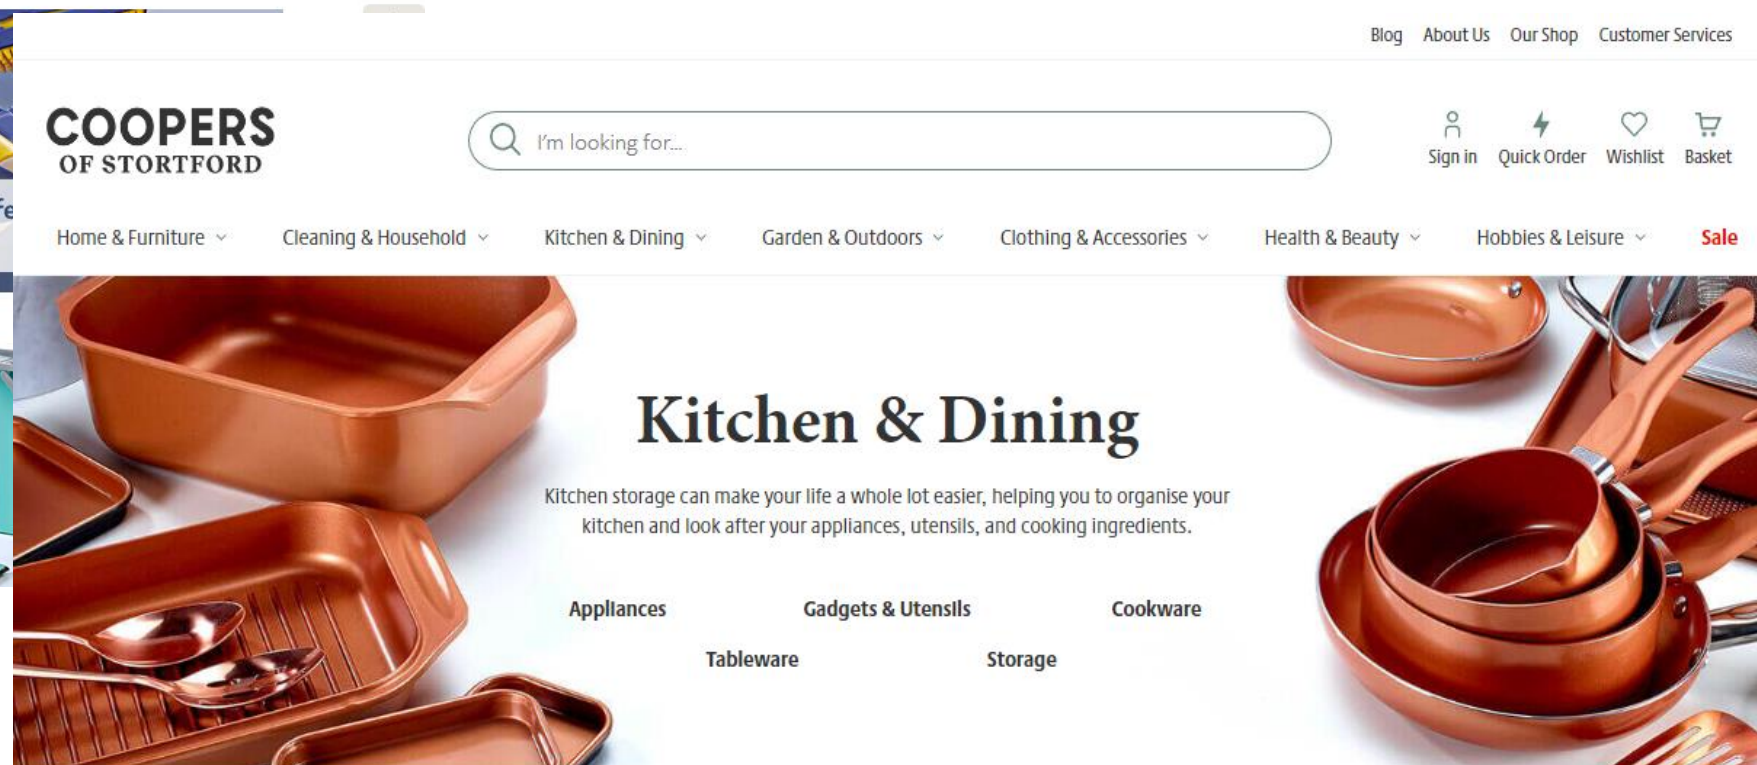 Blog About Us Our Shop Customer Services
COOPERS
OF STORTFORD
I'm looking for...
Sign in Quick Order Wishlist Basket
Home & Furniture Cleaning & Household Kitchen & Dining Garden & Outdoors Clothing & Accessories Health & Beauty Hobbies & Leisure Sale
Kitchen & Dining
Kitchen storage can make your life a whole lot easier, helping you to organise your
kitchen and look after your appliances, utensils, and cooking ingredients.
Appliances Gadgets & Utensils Cookware
Tableware Storage